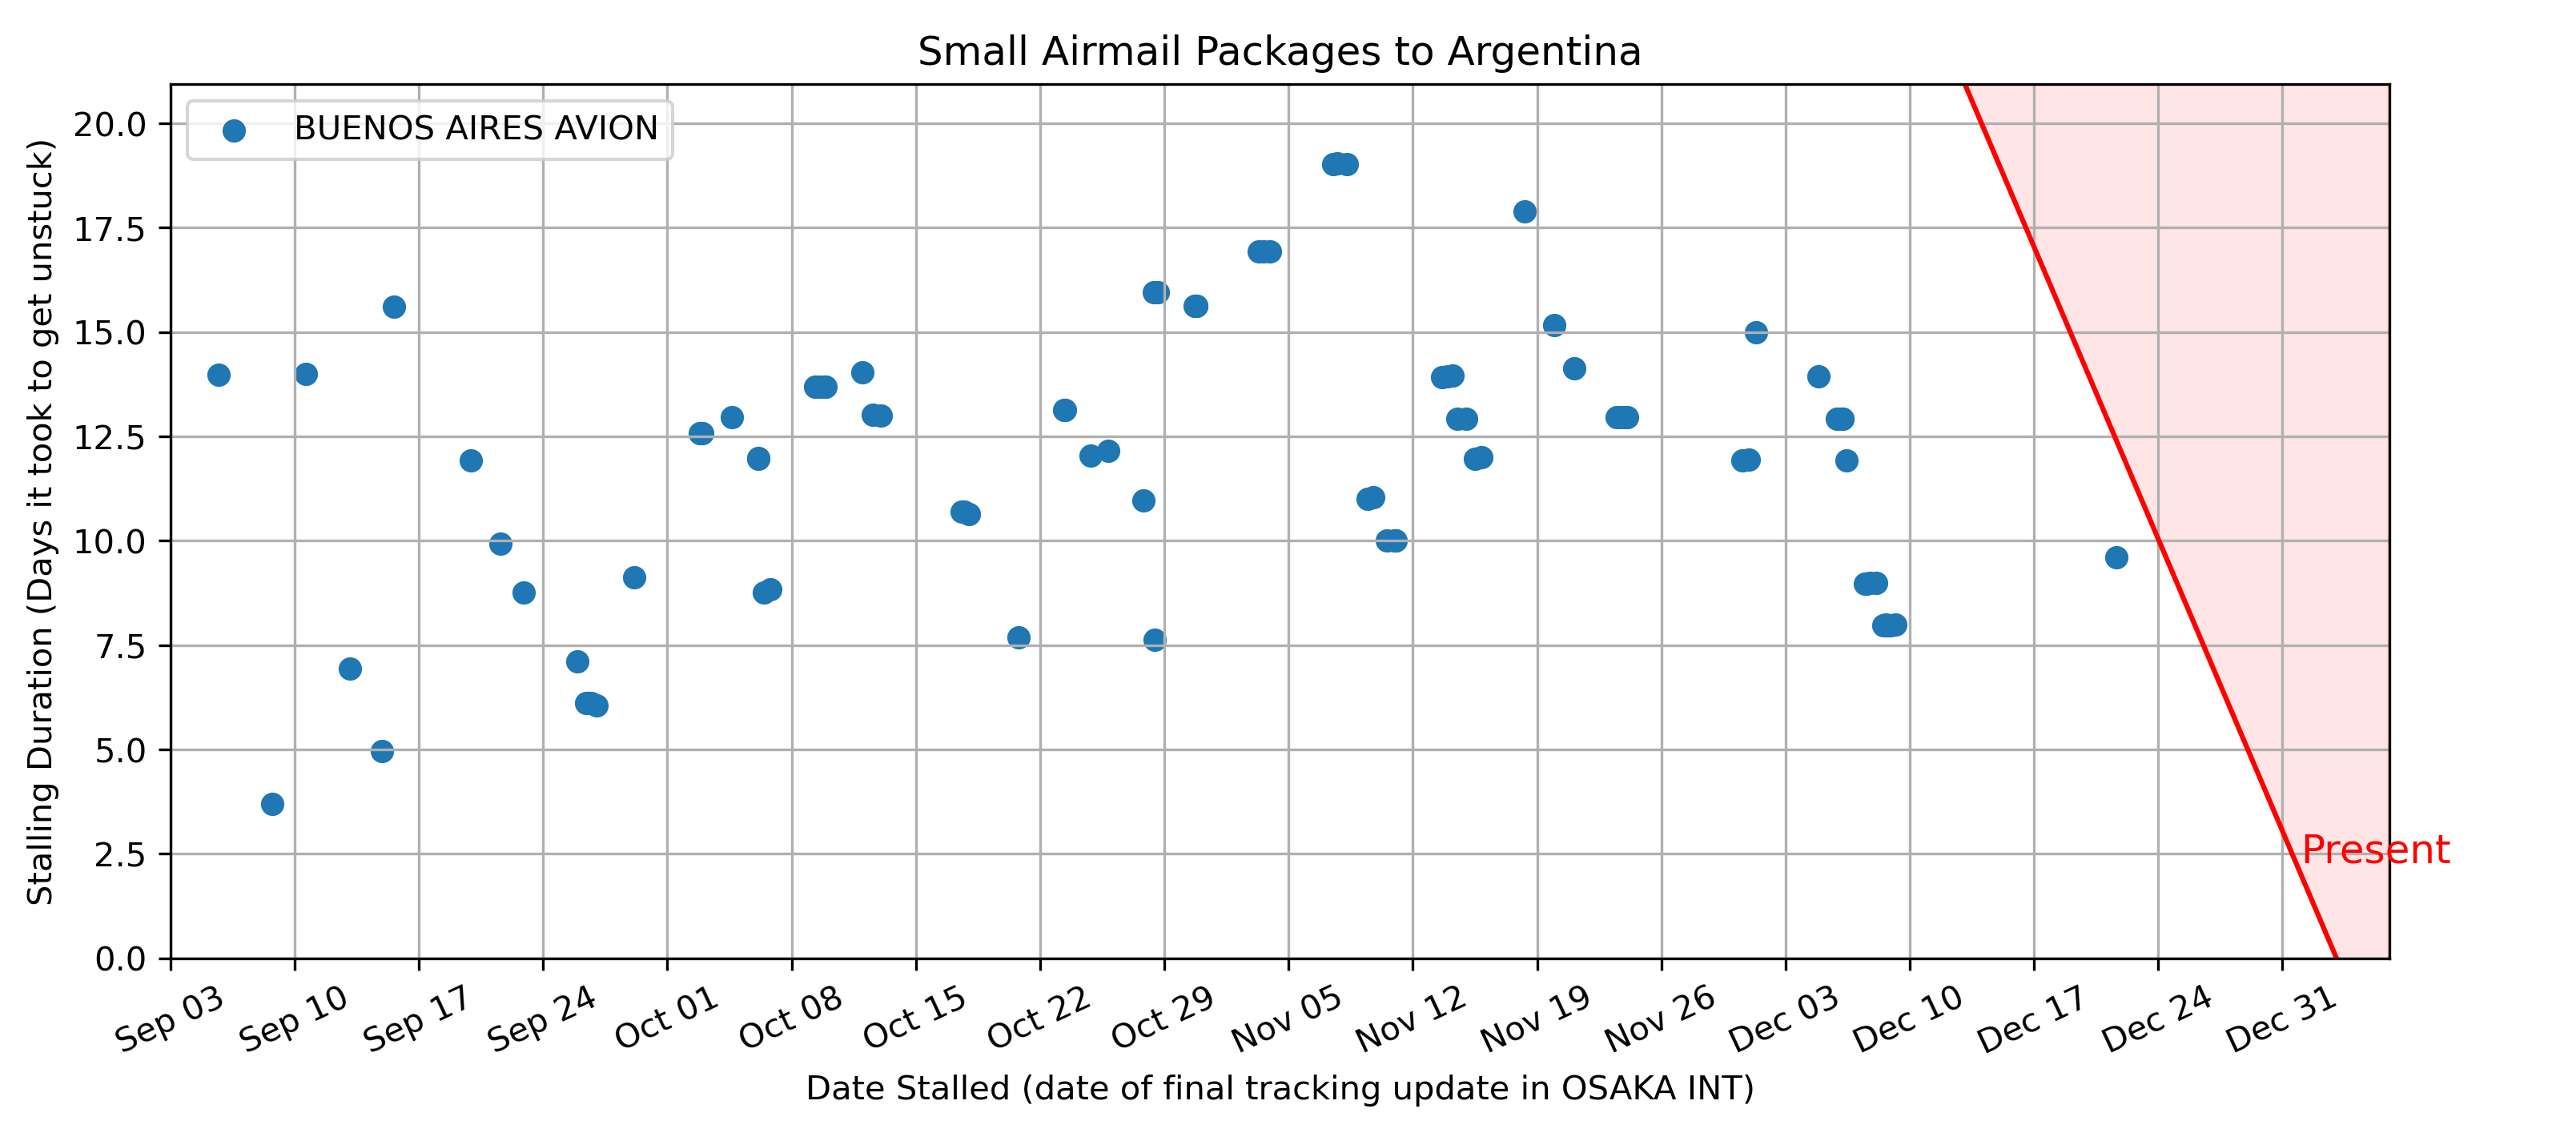 Small Airmail Packages to Argentina
BUENOS AIRES AVION
Stalling Duration (Days it took to get unstuck)
20.0
17.5
15.0
12.5
10.0
7.5
5.0
2.5
0.0
Present
Sep 03 Sep 10 Sep 17 Sep 24 Oct 01 Oct 08 Oct 15 Oct 22 Oct 29 Nov 05 Nov 12 Nov 19 Nov 26 Dec 03 Dec 10 Dec 17 Dec 24 Dec 31
Date Stalled (date of final tracking update in OSAKA INT)